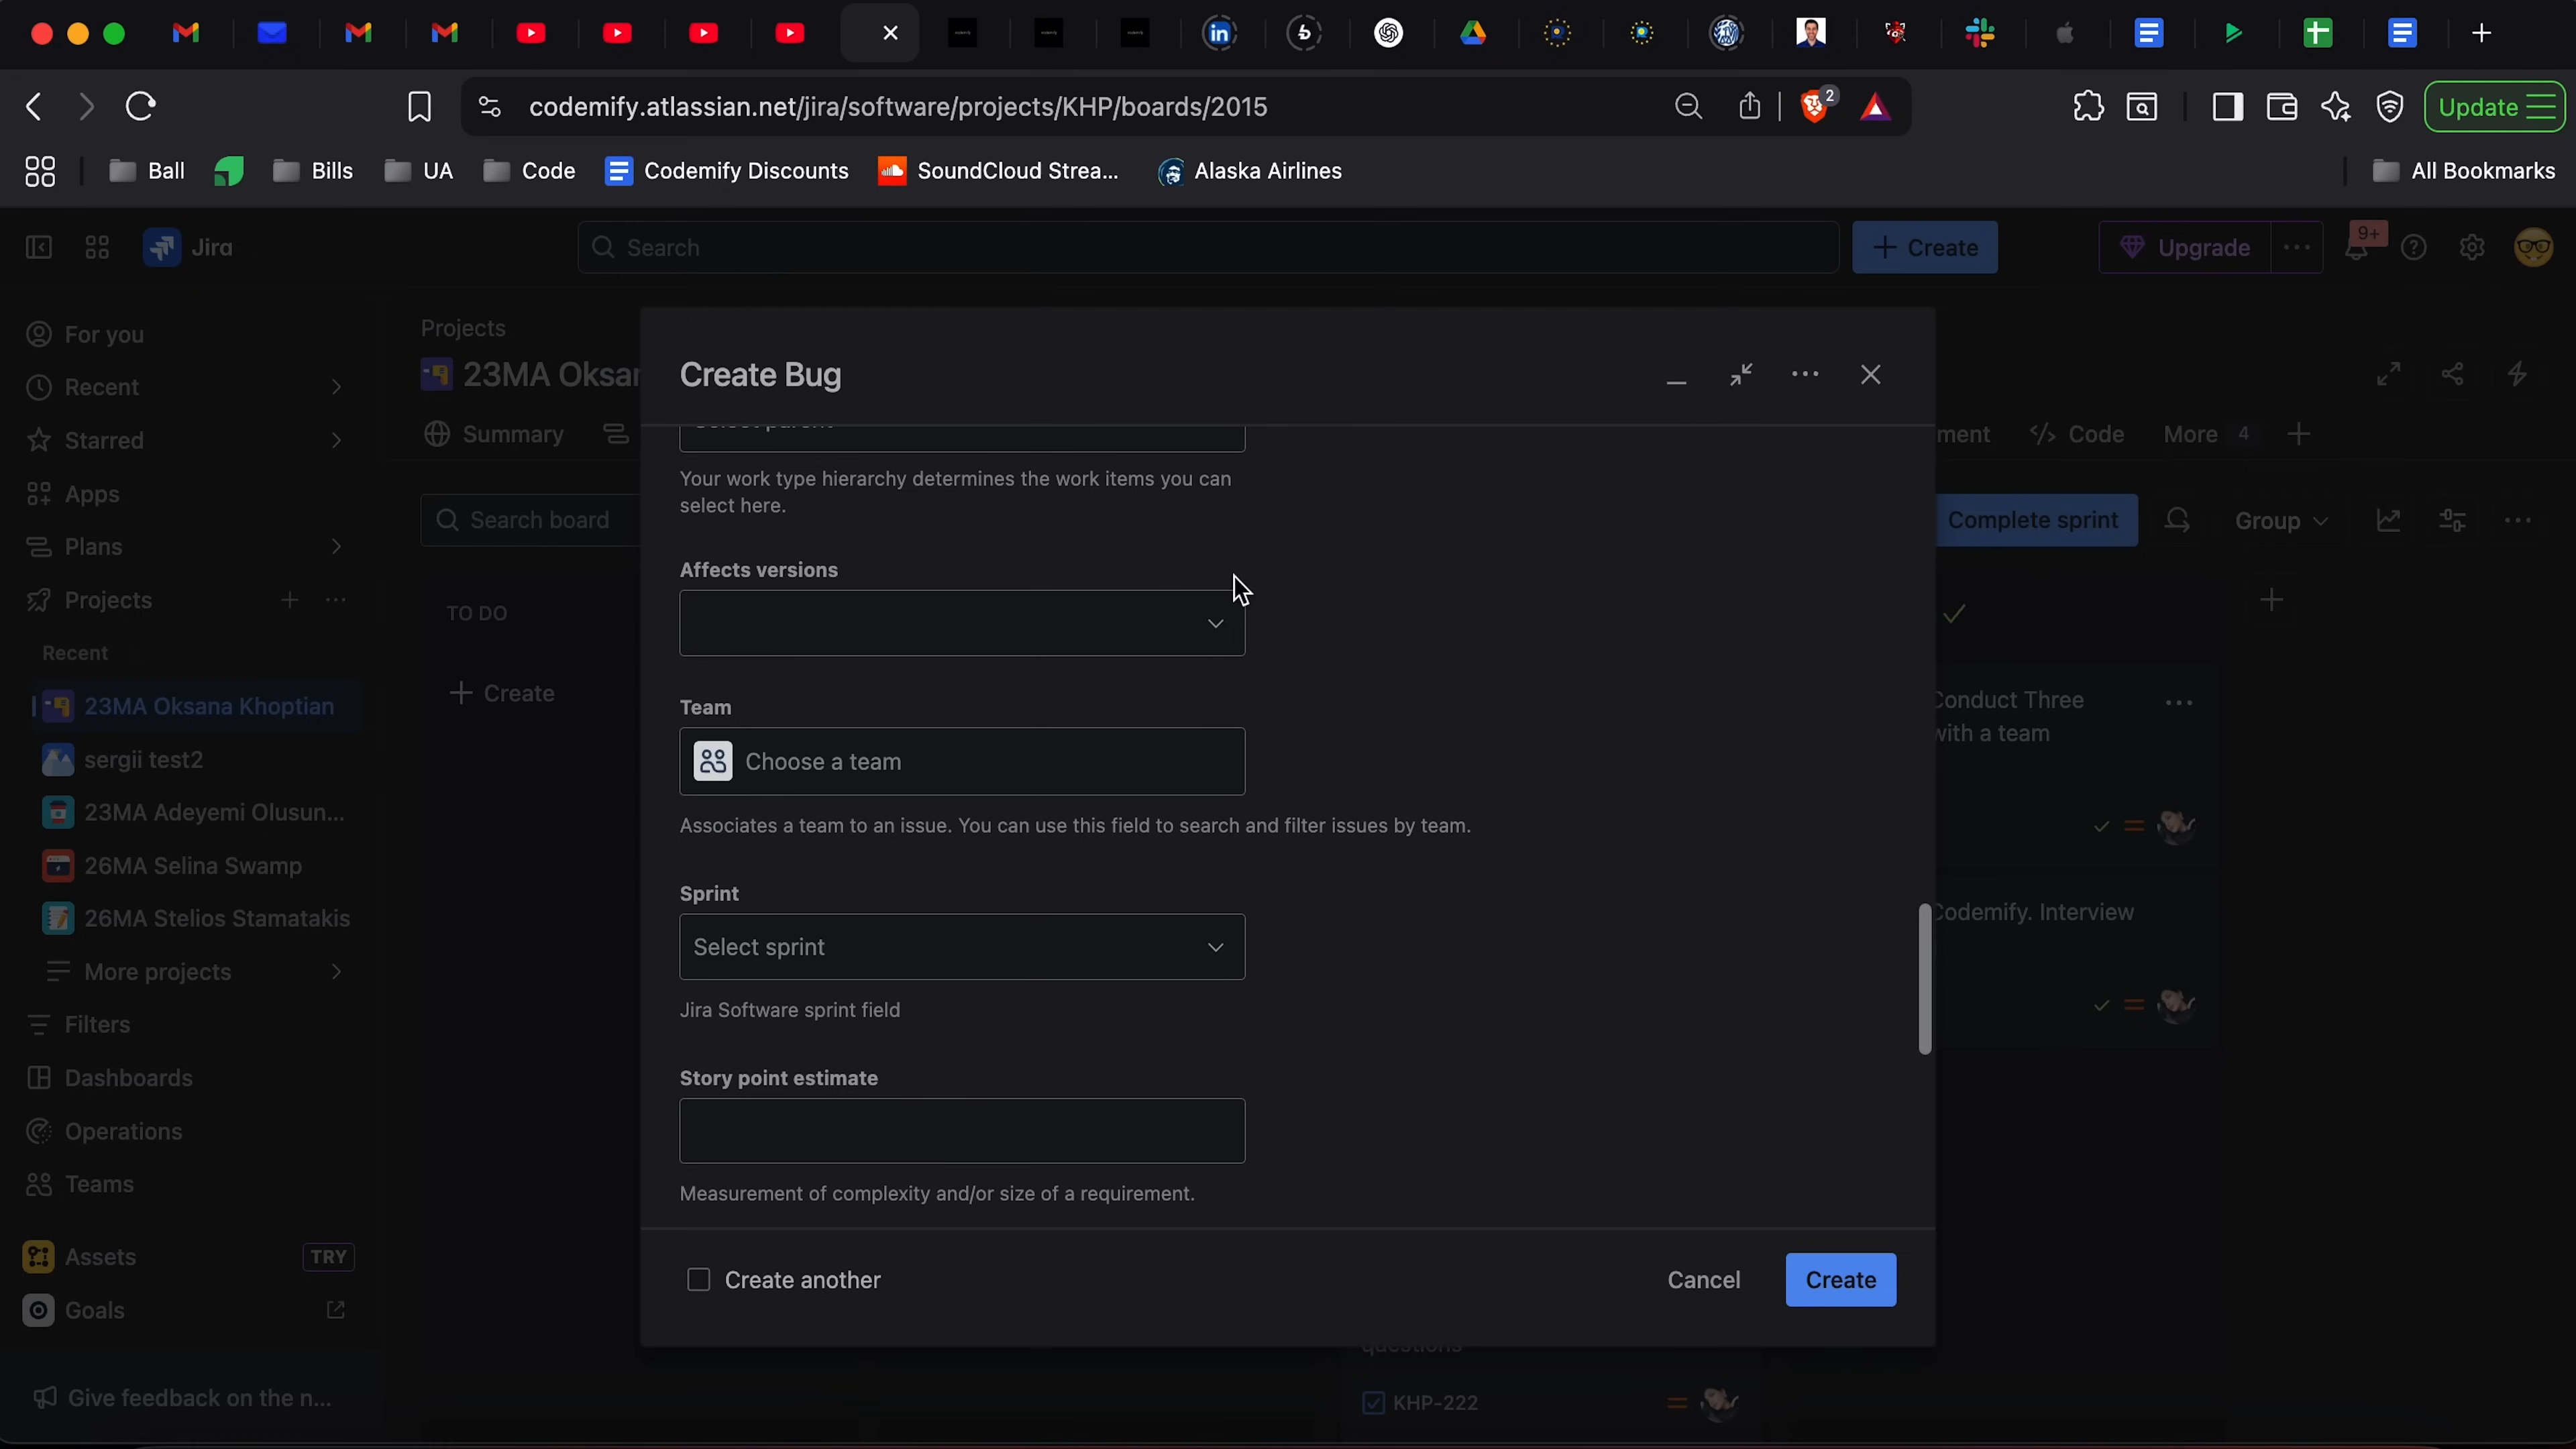 codemify.atlassian.net/jira/software/projects/KHP/boards/2015
2
Update
Ball
Bills
UA
Code
Codemify Discounts
SoundCloud Strea...
Alaska Airlines
All Bookmarks
Jira
Search
Create
Upgrade
9+
For you
Recent
Starred
Apps
Plans
Projects
Recent
23MA Oksana Khoptian
sergii test2
23MA Adeyemi Olusun...
26MA Selina Swamp
26MA Stelios Stamatakis
More projects
Filters
Dashboards
Operations
Teams
Assets
TRY
Goals
Give feedback on the n...
Projects
23MA Oksan
Summary
Code
More 4
Search board
Complete sprint
Group
TO DO
Create
Conduct Three
with a team
Codemify. Interview
questions
KHP-222
Create Bug
Select parent
Your work type hierarchy determines the work items you can
select here.
Affects versions
Team
Choose a team
Associates a team to an issue. You can use this field to search and filter issues by team.
Sprint
Select sprint
Jira Software sprint field
Story point estimate
Measurement of complexity and/or size of a requirement.
Create another
Cancel
Create